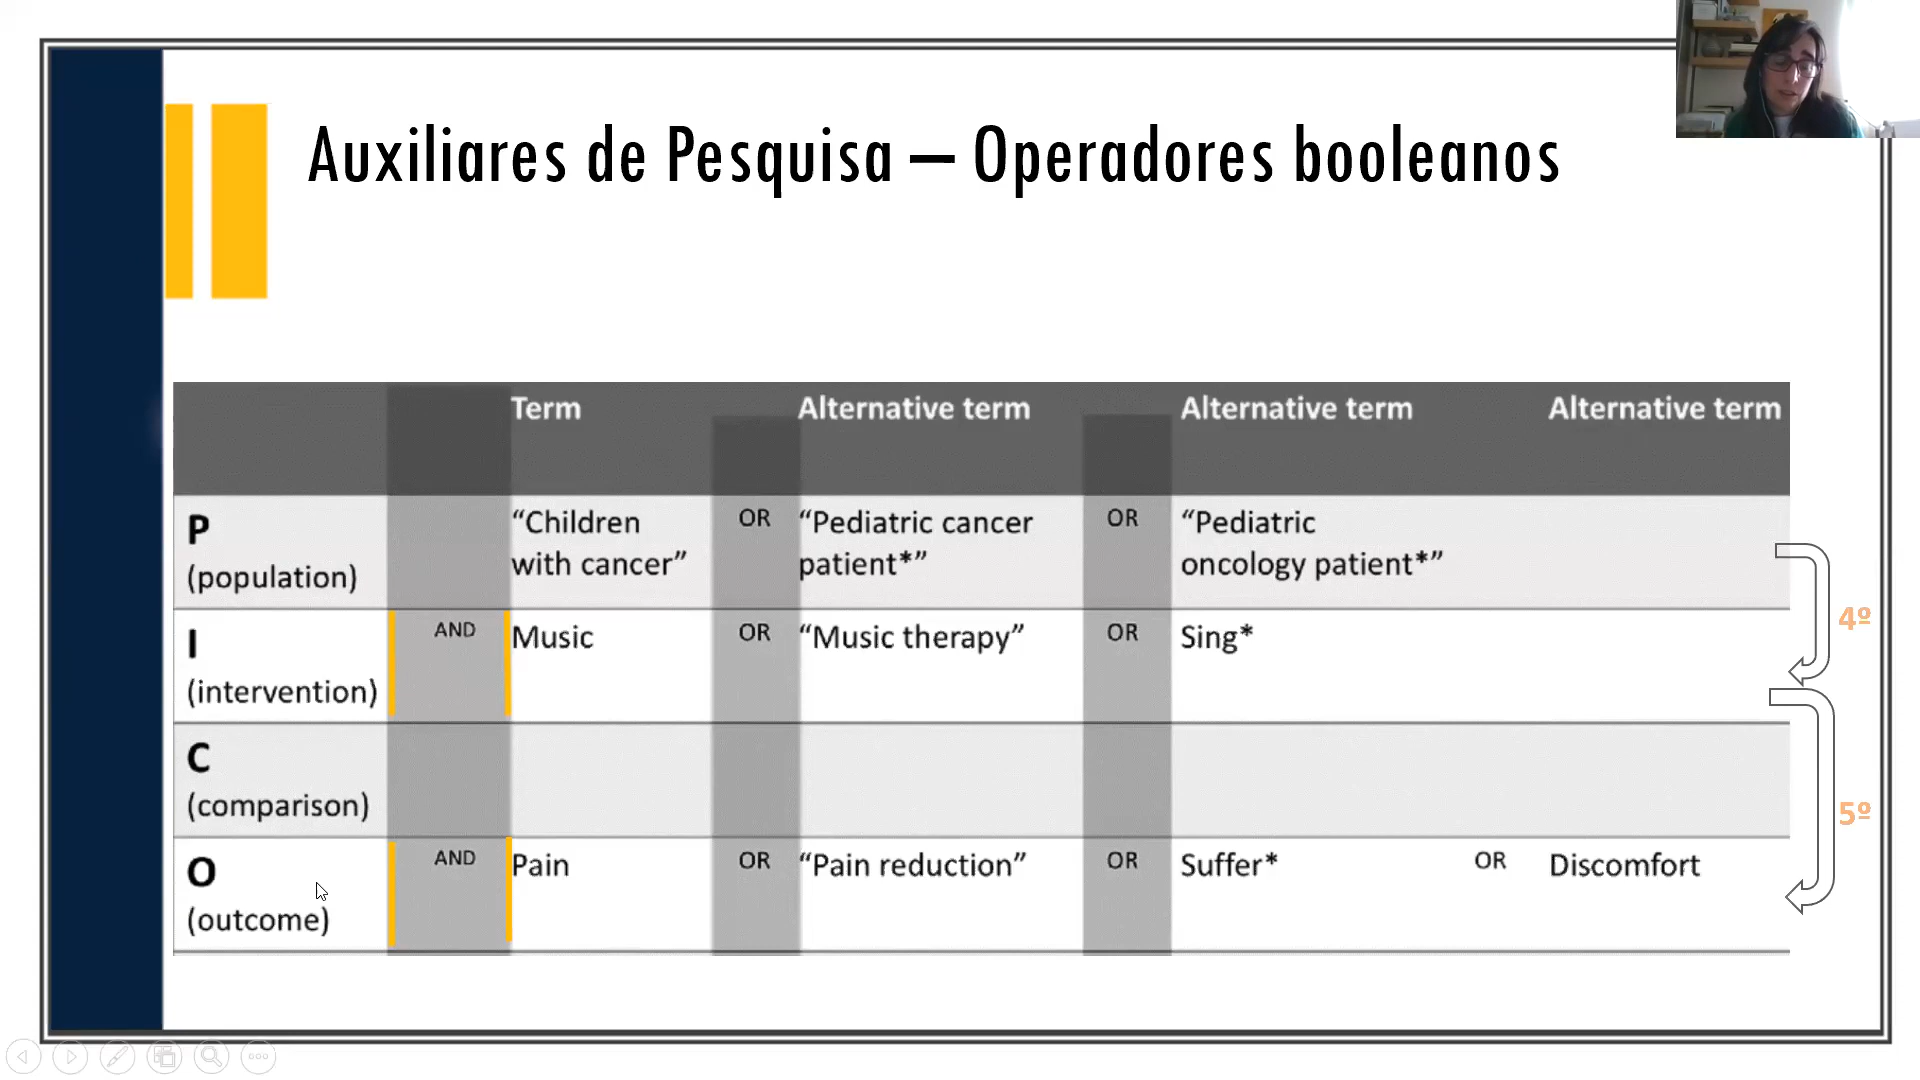 Auxiliares de Pesquisa – Operadores booleanos
Term Alternative term Alternative term Alternative term
P
(population)
“Children
with cancer”
OR
“Pediatric cancer
patient*”
OR
“Pediatric
oncology patient*”
4º
I
(intervention)
AND
Music
OR
“Music therapy”
OR
Sing*
C
(comparison)
5º
O
(outcome)
AND
Pain
OR
“Pain reduction”
OR
Suffer*
OR
Discomfort